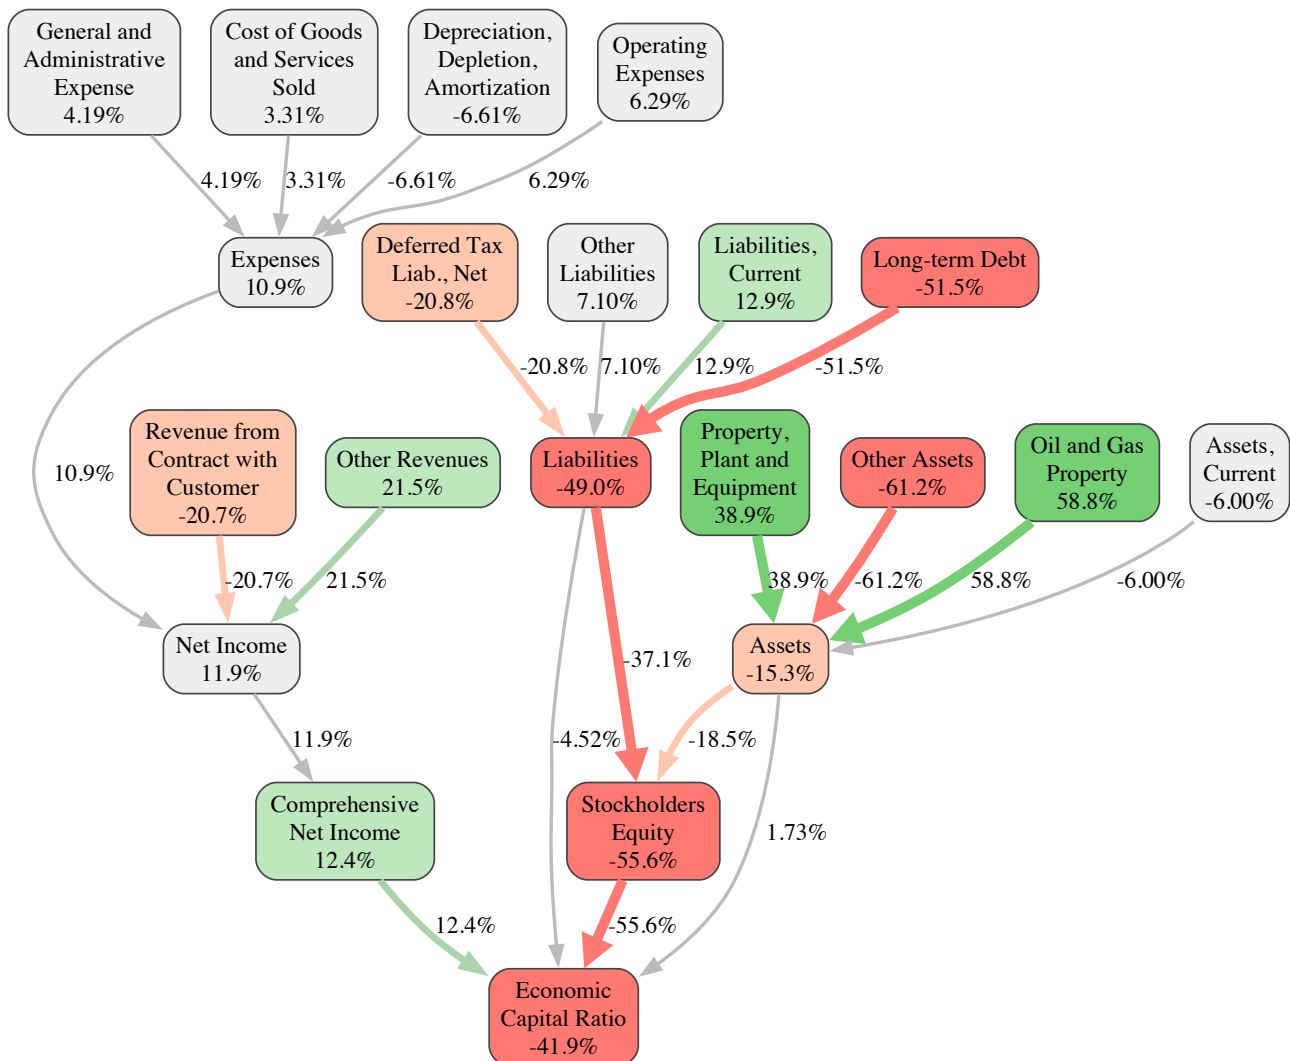 General and
Administrative
Expense
4.19%
Cost of Goods
and Services
Sold
3.31%
Depreciation,
Depletion,
Amortization
-6.61%
Operating
Expenses
6.29%
4.19%
3.31%
-6.61%
6.29%
Expenses
10.9%
Deferred Tax
Liab., Net
-20.8%
Other
Liabilities
7.10%
Liabilities,
Current
12.9%
Long-term Debt
-51.5%
-20.8%
7.10%
12.9%
-51.5%
10.9%
Revenue from
Contract with
Customer
-20.7%
Other Revenues
21.5%
Liabilities
-49.0%
Property,
Plant and
Equipment
38.9%
Other Assets
-61.2%
Oil and Gas
Property
58.8%
Assets,
Current
-6.00%
-20.7%
21.5%
38.9%
-61.2%
58.8%
-6.00%
Net Income
11.9%
-37.1%
Assets
-15.3%
11.9%
-4.52%
-18.5%
Comprehensive
Net Income
12.4%
Stockholders
Equity
-55.6%
1.73%
12.4%
-55.6%
Economic
Capital Ratio
-41.9%